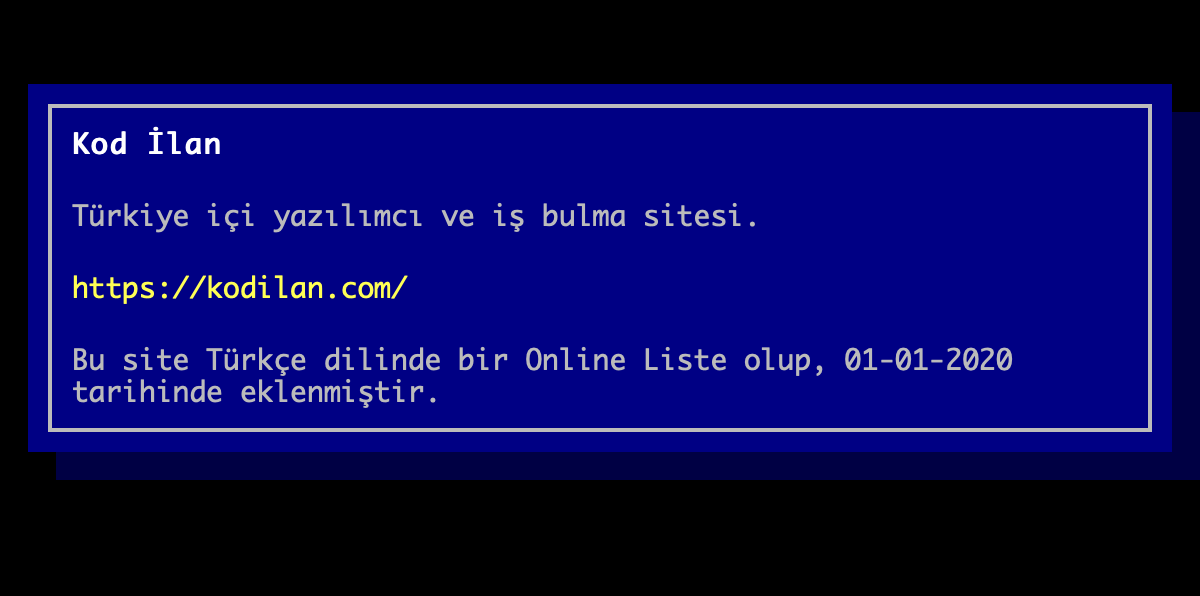 Kod İlan
Türkiye içi yazılımcı ve iş bulma sitesi.
https://kodilan.com/
Bu site Türkçe dilinde bir Online Liste olup, 01-01-2020
tarihinde eklenmiştir.